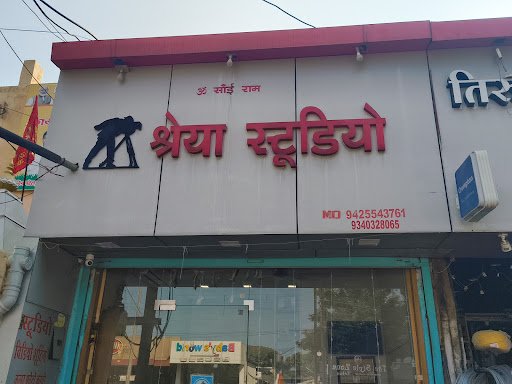 ॐ साँई राम
श्रेया स्टूडियो
MO 9425543761
9340328065
तिरु
स्टूडियो